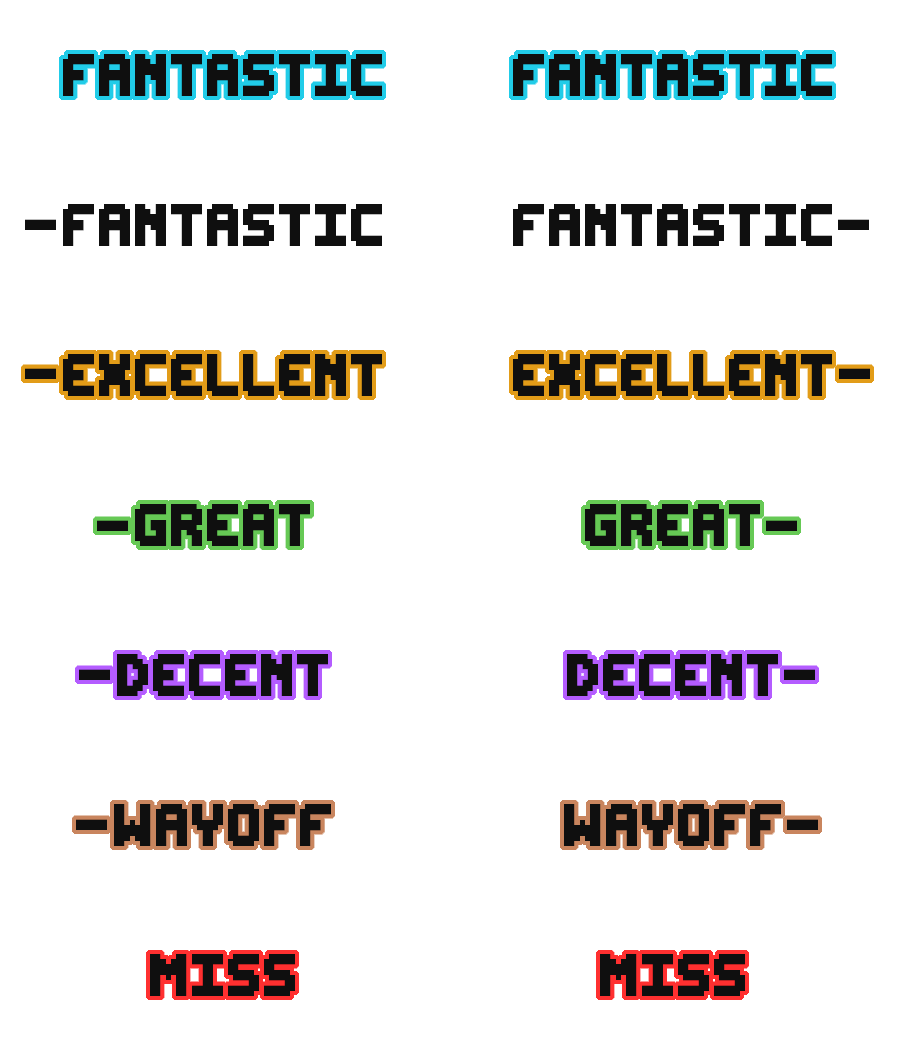 FANTASTIC FANTASTIC
-FANTASTIC FANTASTIC-
-EXCELLENT EXCELLENT-
-GREAT GREAT-
-DECENT DECENT-
-WAYOFF WAYOFF-
MISS MISS